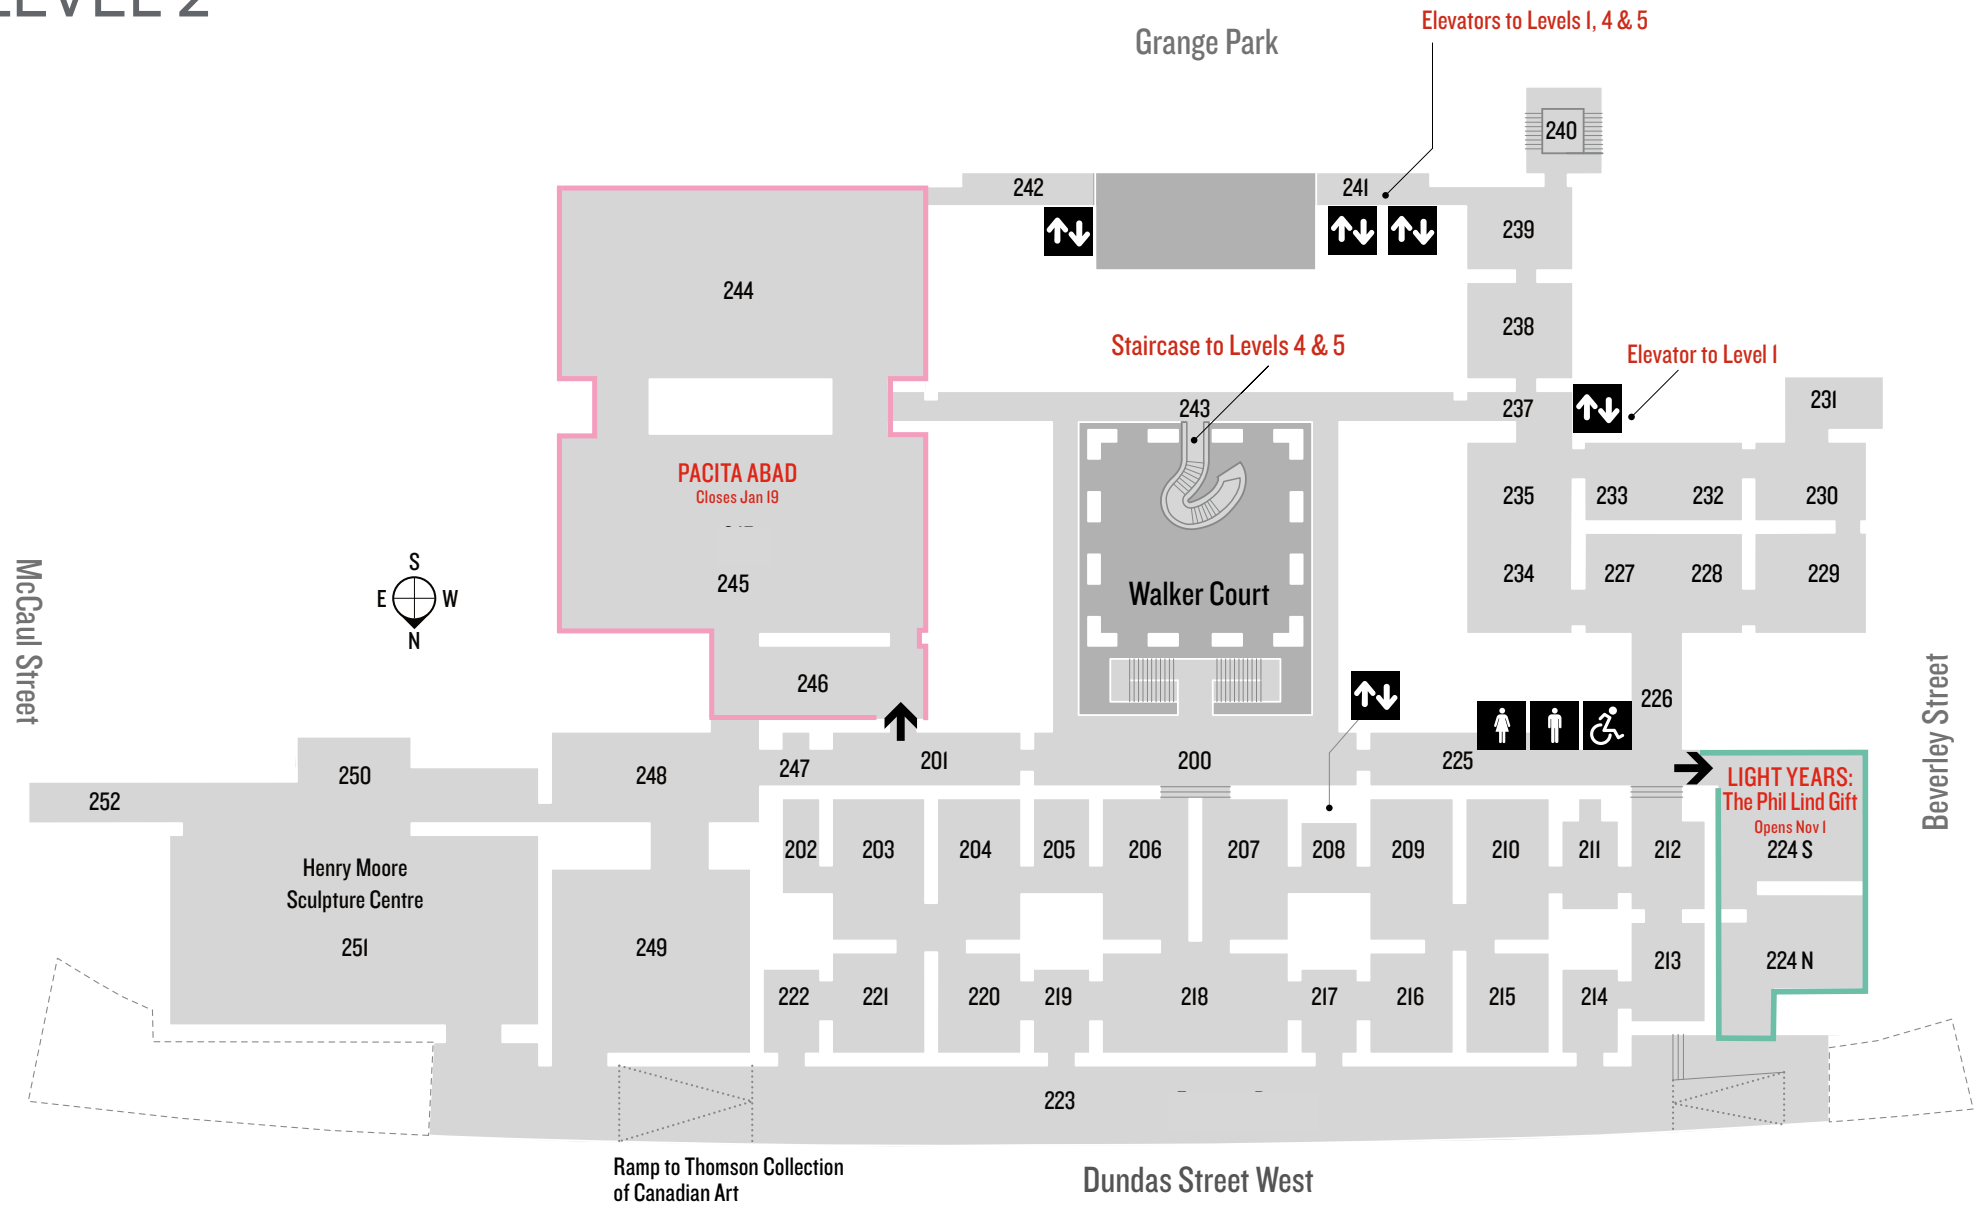 LEVEL 2
Grange Park
Elevators to Levels 1, 4 & 5
240
242
241
239
244
238
Staircase to Levels 4 & 5
Elevator to Level 1
243
237
231
PACITA ABAD
Closes Jan 19
235
233
232
230
245
Walker Court
234
227
228
229
S
E
W
N
McCaul Street
Beverley Street
246
226
250
248
247
201
200
225
252
LIGHT YEARS:
The Phil Lind Gift
Opens Nov 1
224 S
202
203
204
205
206
207
208
209
210
211
212
Henry Moore
Sculpture Centre
251
249
213
224 N
222
221
220
219
218
217
216
215
214
223
Ramp to Thomson Collection
of Canadian Art
Dundas Street West